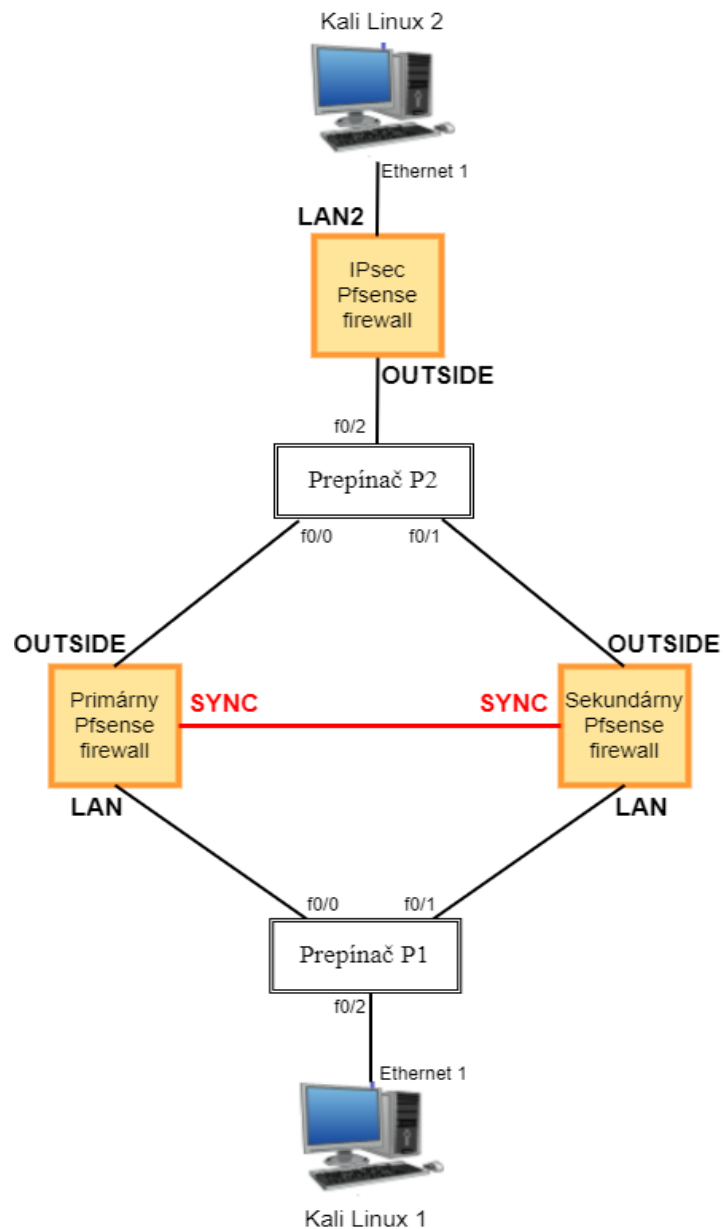 Kali Linux 2
Ethernet 1
LAN2
IPsec
Pfsense
firewall
OUTSIDE
f0/2
Prepínač P2
f0/0
f0/1
OUTSIDE
OUTSIDE
Primárny
Pfsense
firewall
SYNC
SYNC
Sekundárny
Pfsense
firewall
LAN
LAN
f0/0
f0/1
Prepínač P1
f0/2
Ethernet 1
Kali Linux 1